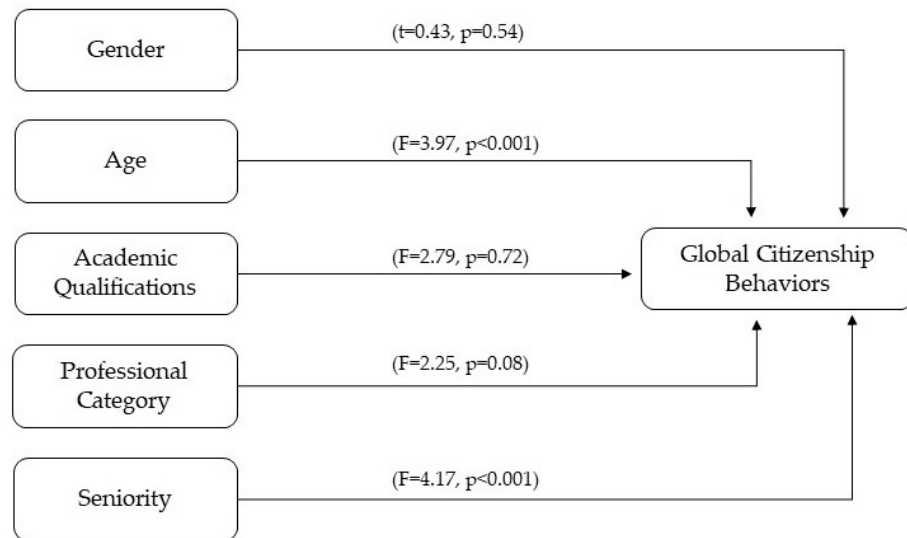 Gender
(t=0.43, p=0.54)
Age
(F=3.97, p<0.001)
Academic
Qualifications
(F=2.79, p=0.72)
Global Citizenship
Behaviors
Professional
Category
(F=2.25, p=0.08)
Seniority
(F=4.17, p<0.001)